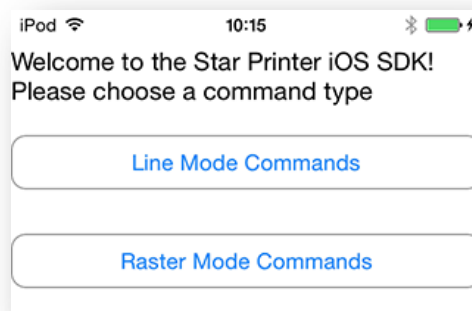 iPod 10:15
Welcome to the Star Printer iOS SDK!
Please choose a command type
Line Mode Commands
Raster Mode Commands